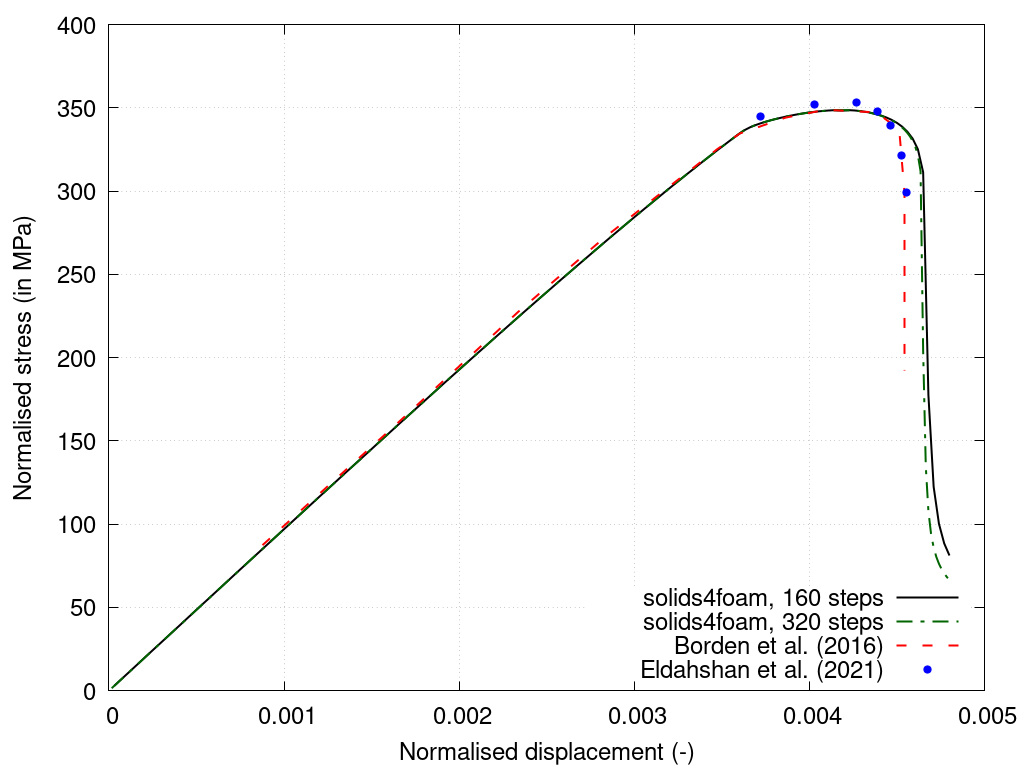 400
350
300
250
200
150
100
50
0
Normalised stress (in MPa)
solids4foam, 160 steps
solids4foam, 320 steps
Borden et al. (2016)
Eldahshan et al. (2021)
0 0.001 0.002 0.003 0.004 0.005
Normalised displacement (-)